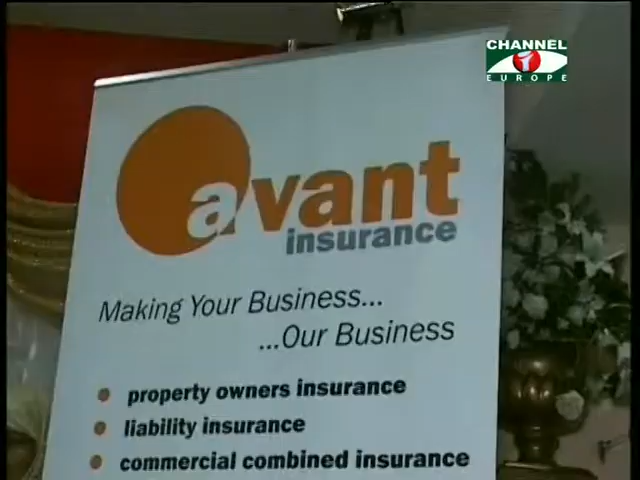 CHANNEL
i
EUROPE
avant
insurance
Making Your Business...
...Our Business
property owners insurance
liability insurance
commercial combined insurance